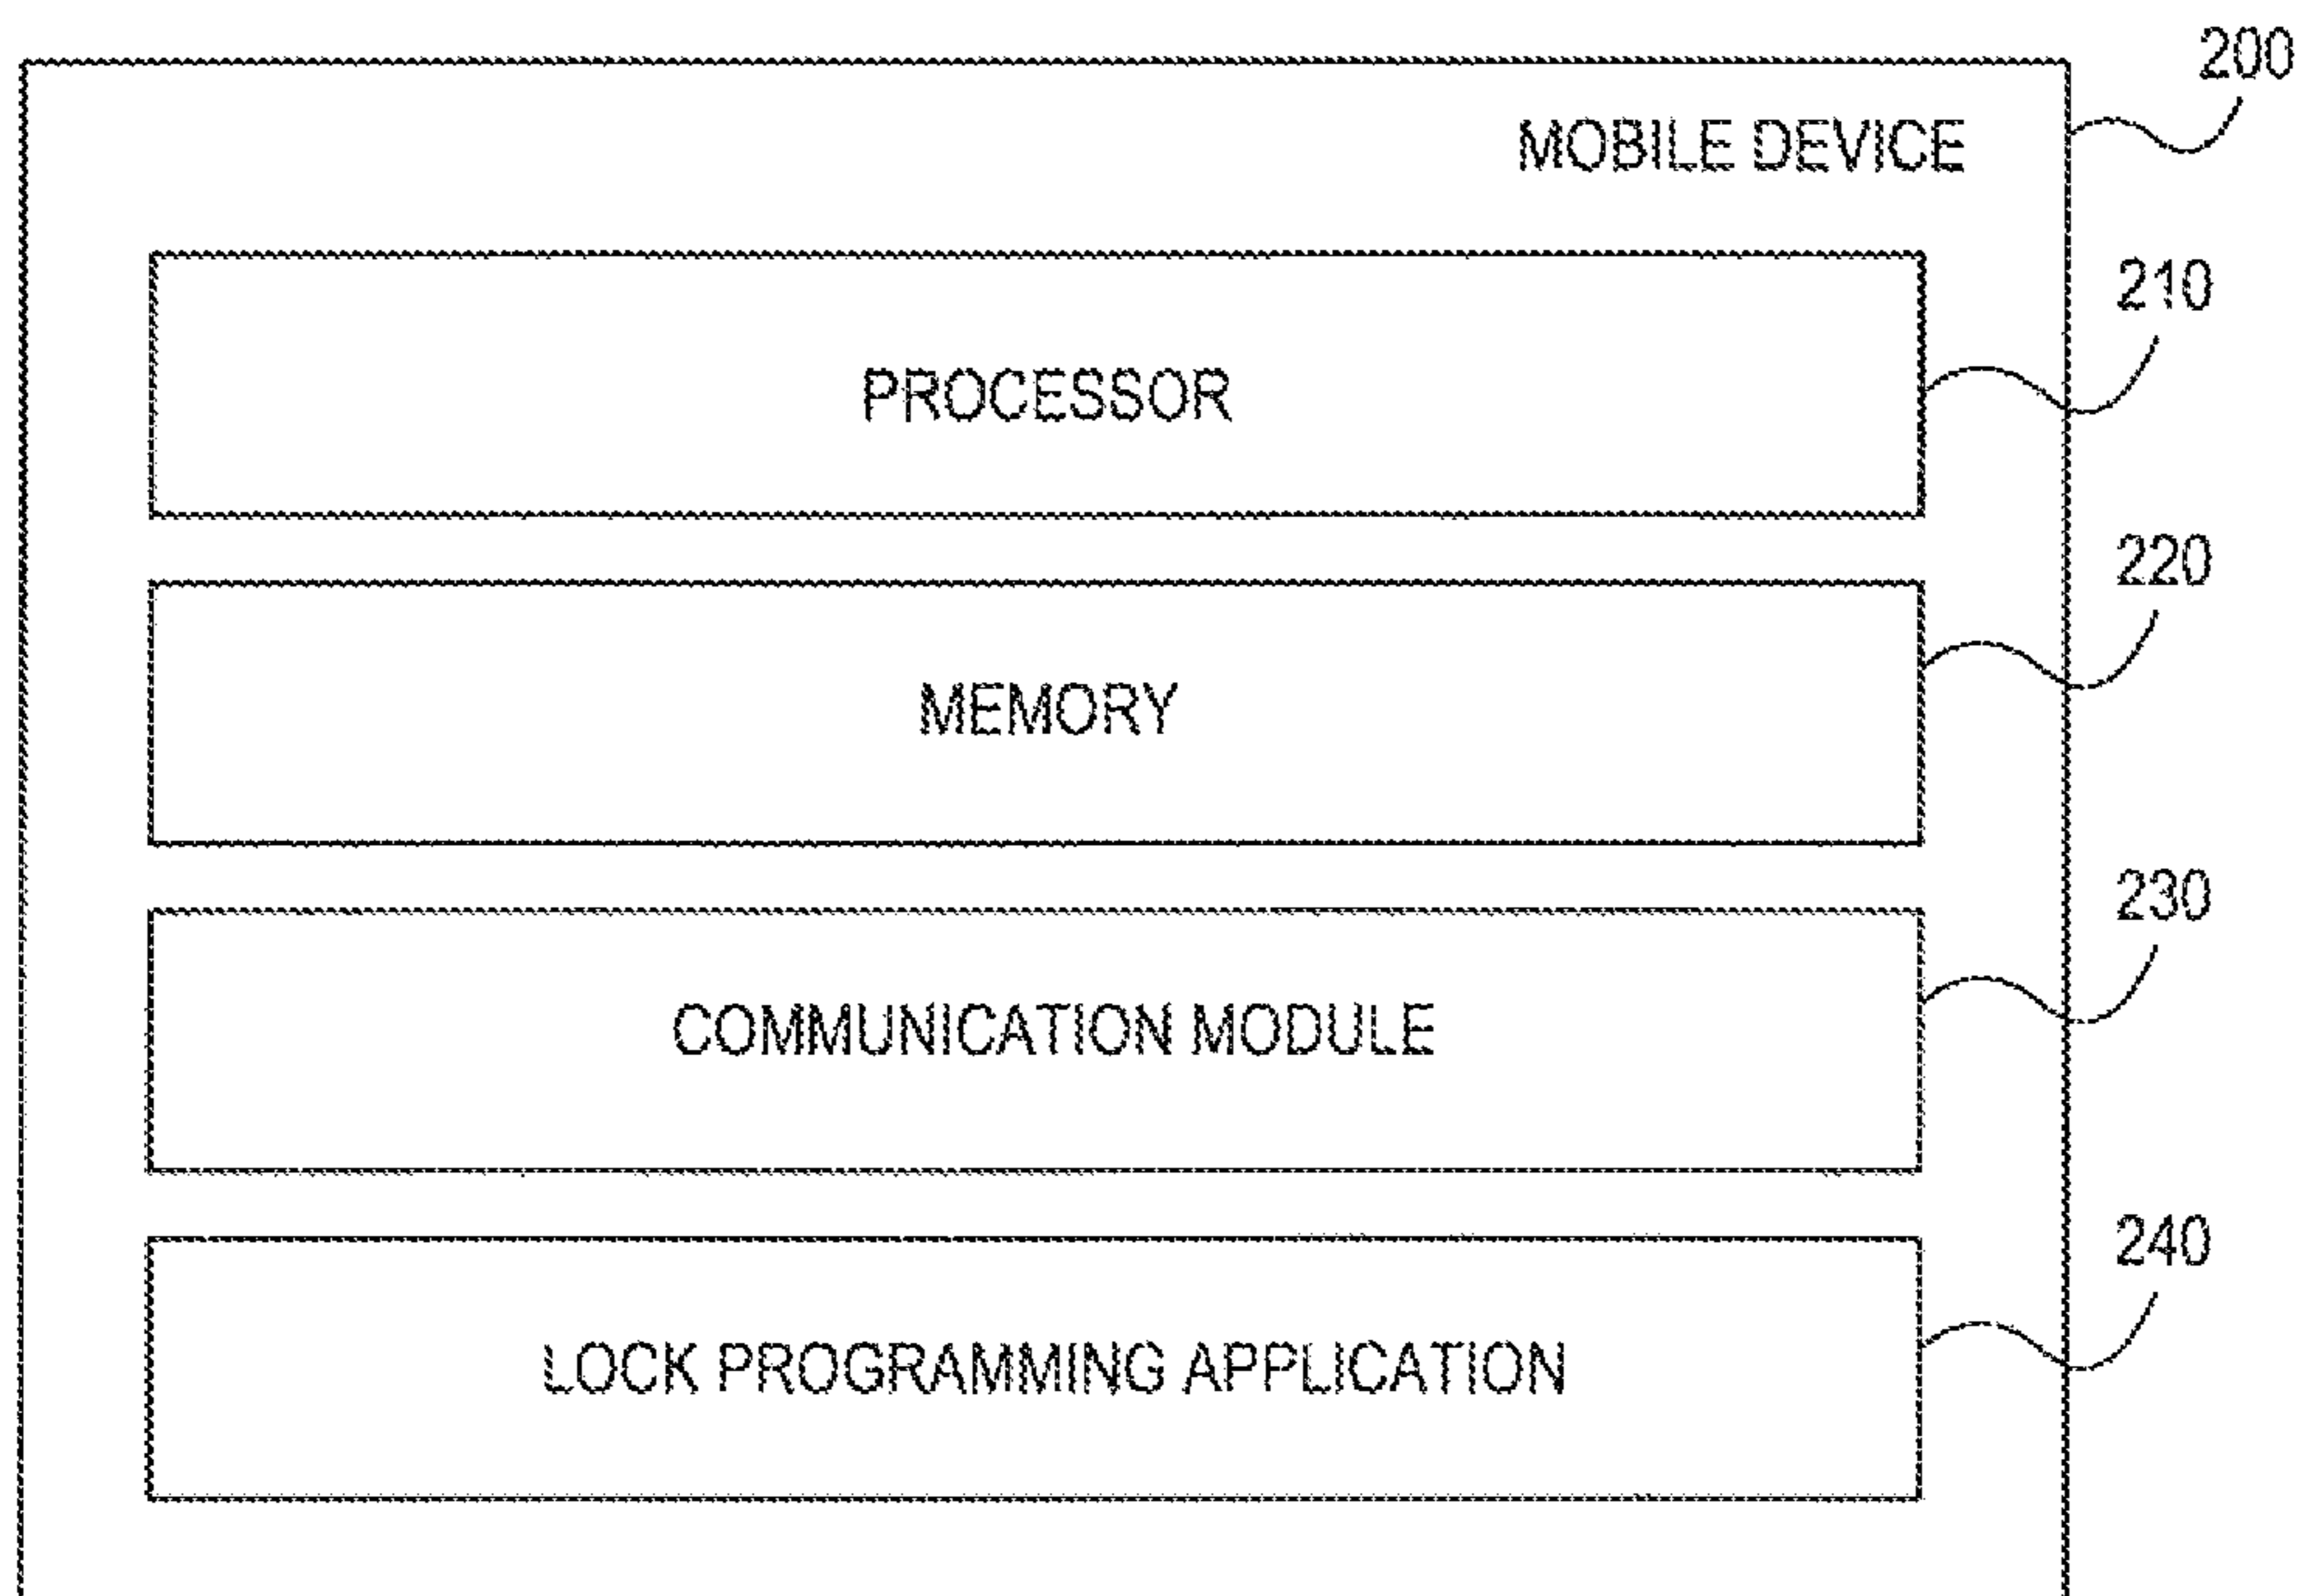 200
MOBILE DEVICE
210
PROCESSOR
220
MEMORY
230
COMMUNICATION MODULE
240
LOCK PROGRAMMING APPLICATION